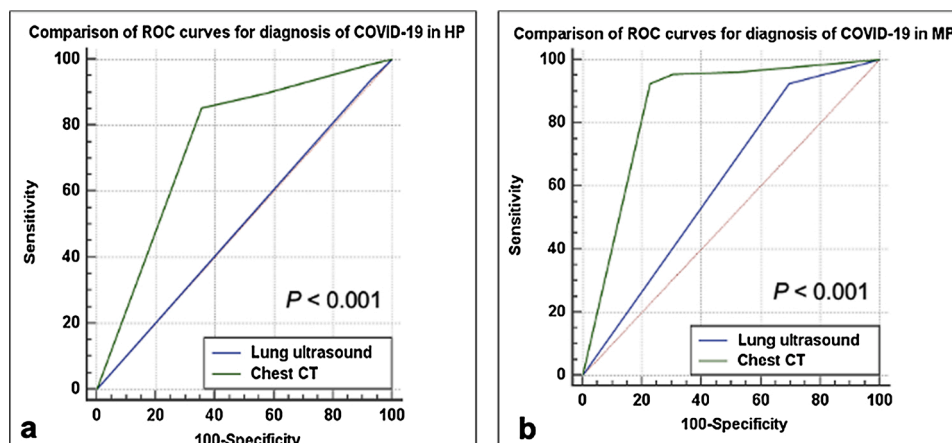 Comparison of ROC curves for diagnosis of COVID-19 in HP
100
80
60
40
20
0
Sensitivity
P < 0.001
Lung ultrasound
Chest CT
0 20 40 60 80 100
100-Specificity
a
Comparison of ROC curves for diagnosis of COVID-19 in MP
100
80
60
40
20
0
Sensitivity
P < 0.001
Lung ultrasound
Chest CT
0 20 40 60 80 100
100-Specificity
b